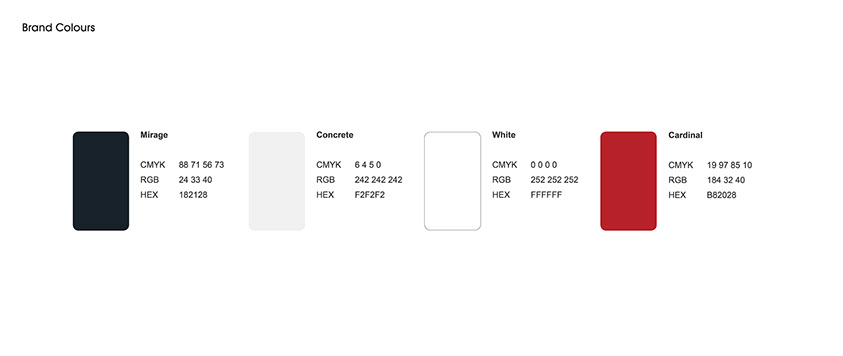 Brand Colours
Mirage
CMYK 88 71 56 73
RGB 24 33 40
HEX 182128
Concrete
CMYK 6 4 5 0
RGB 242 242 242
HEX F2F2F2
White
CMYK 0 0 0 0
RGB 252 252 252
HEX FFFFFF
Cardinal
CMYK 19 97 85 10
RGB 184 32 40
HEX B82028